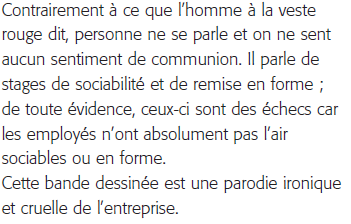 Contrairement à ce que l’homme à la veste
rouge dit, personne ne se parle et on ne sent
aucun sentiment de communion. Il parle de
stages de sociabilité et de remise en forme ;
de toute évidence, ceux-ci sont des échecs car
les employés n’ont absolument pas l’air
sociables ou en forme.
Cette bande dessinée est une parodie ironique
et cruelle de l’entreprise.